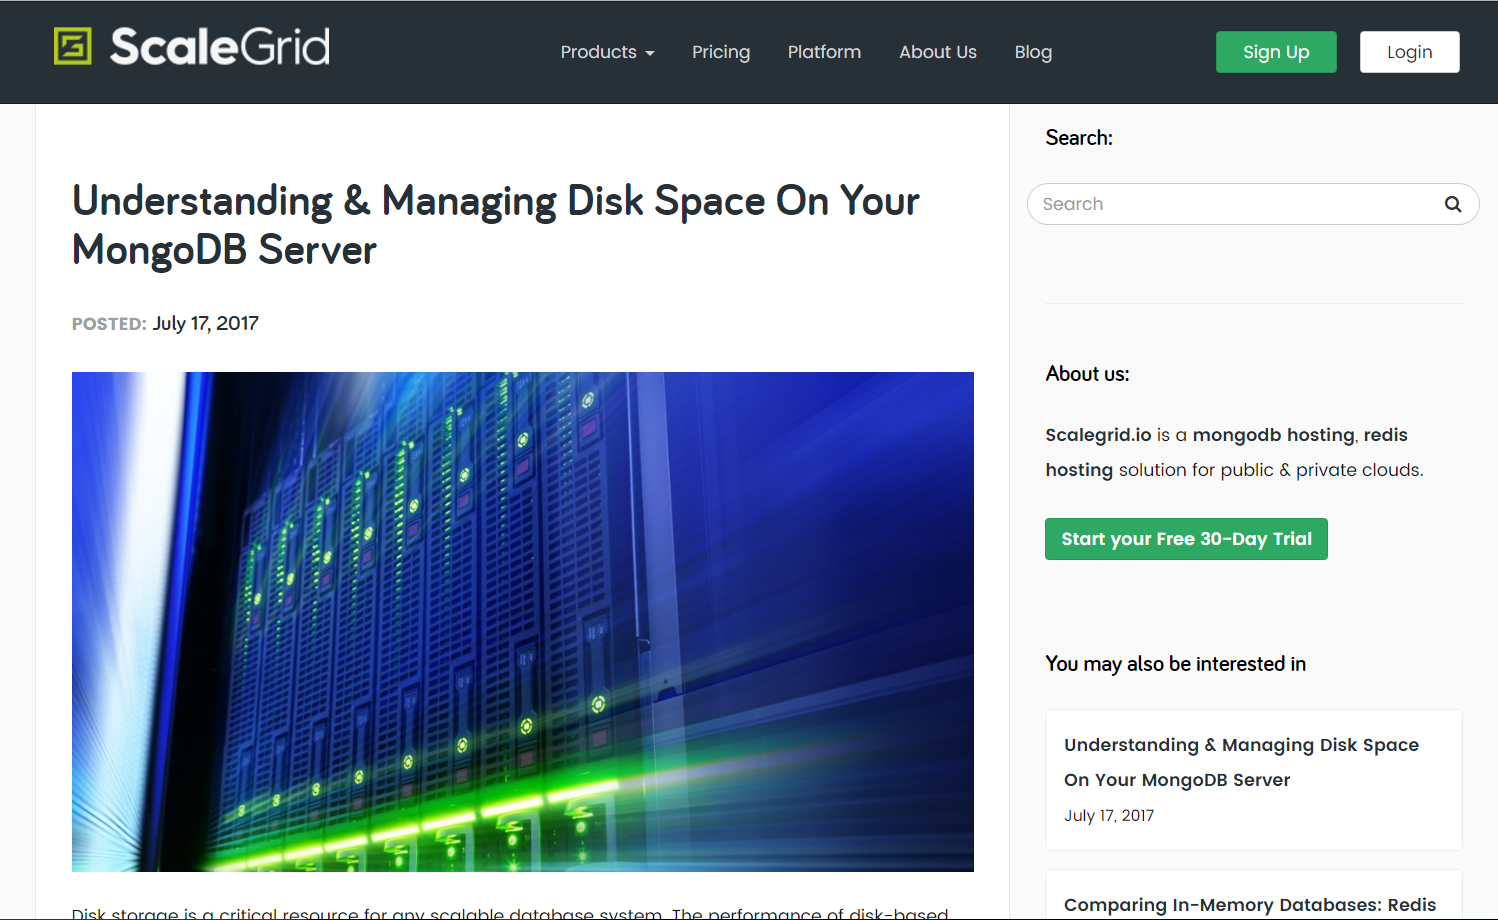 ScaleGrid
Products
Pricing
Platform
About Us
Blog
Sign Up
Login
Understanding & Managing Disk Space On Your
MongoDB Server
POSTED: July 17, 2017
Disk storage is a critical resource for any scalable database system. The performance of disk-based
Search:
Search
About us:
Scalegrid.io is a mongodb hosting, redis
hosting solution for public & private clouds.
Start your Free 30-Day Trial
You may also be interested in
Understanding & Managing Disk Space
On Your MongoDB Server
July 17, 2017
Comparing In-Memory Databases: Redis